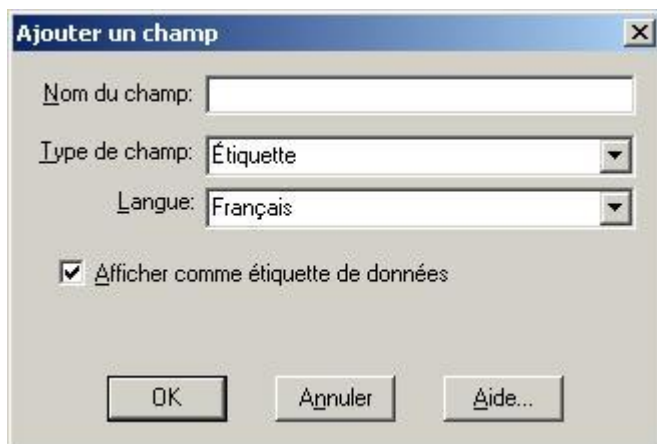 Ajouter un champ
Nom du champ:
Type de champ: Étiquette
Langue: Français
Afficher comme étiquette de données
OK Annuler Aide...